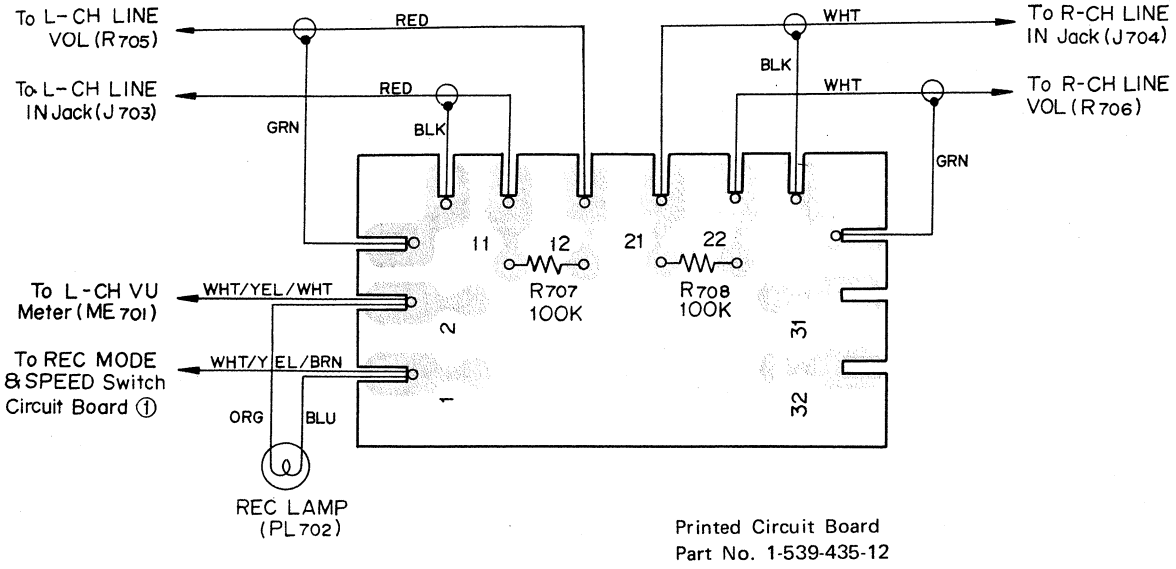 To L-CH LINE
VOL (R705)
RED
WHT
To R-CH LINE
IN Jack (J704)
BLK
To L-CH LINE
IN Jack (J703)
RED
WHT
To R-CH LINE
VOL (R706)
GRN
BLK
GRN
11
12
21
22
R707
100K
R708
100K
To L-CH VU
Meter (ME701)
WHT/YEL/WHT
2
31
To REC MODE
& SPEED Switch
Circuit Board ①
WHT/YEL/BRN
1
32
ORG
BLU
REC LAMP
(PL702)
Printed Circuit Board
Part No. 1-539-435-12